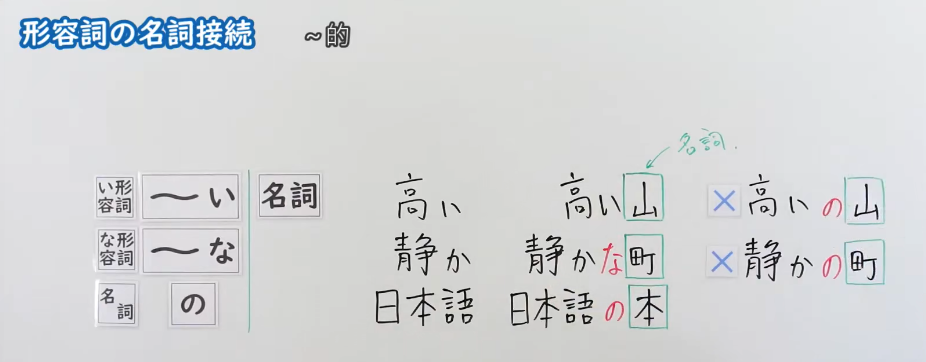 形容詞の名詞接続 ～的
名詞.
い形容詞 ～い 名詞 高い 高い山 ×高いの山
な形容詞 ～な 静か 静かな町 ×静かの町
名詞 の 日本語 日本語の本